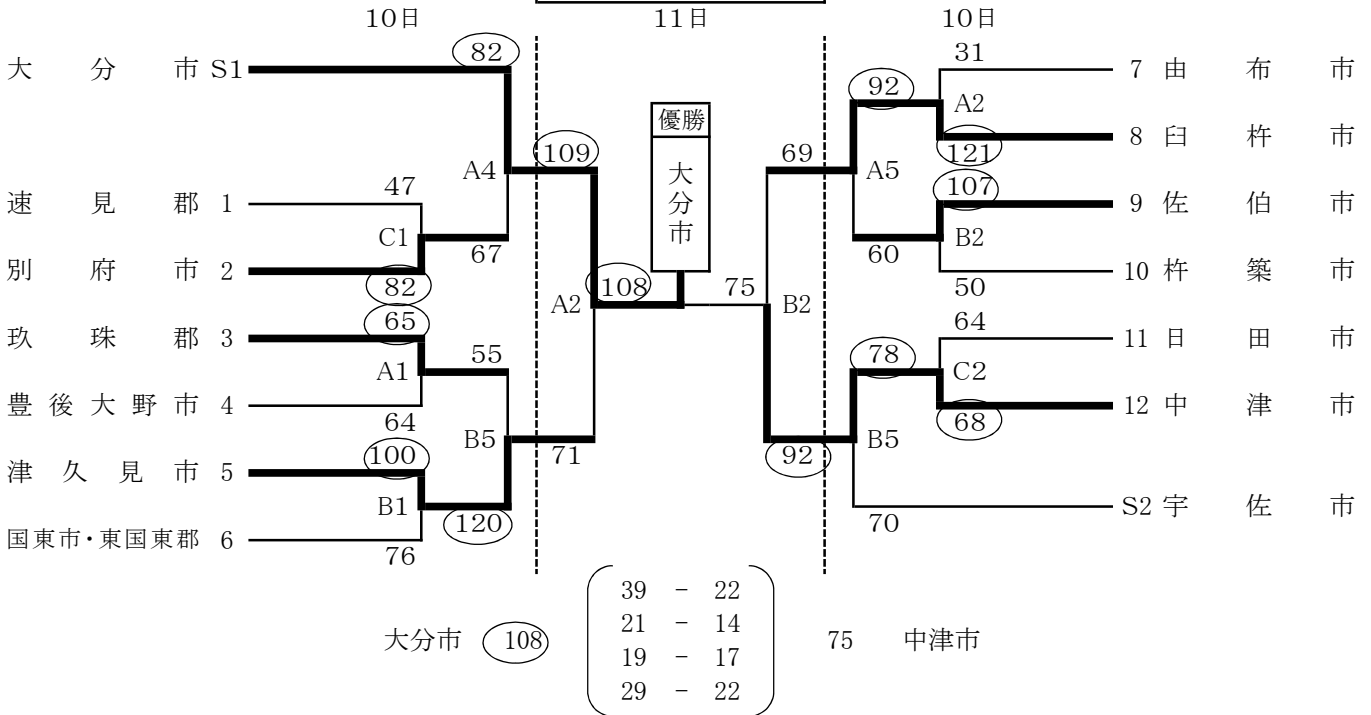 10日 11日 10日
82 31
大分市 S1 7 由布市
92
優勝 A2
8 臼杵市
109 69 121
A4 大分市 A5
47 107
速見郡 1 9 佐伯市
C1 B2
67 60
別府市 2 10 杵築市
82 108 75 50
A2 B2
65 64
玖珠郡 3 11 日田市
55 78
A1 C2
豊後大野市 4 12 中津市
64 68
B5 B5
100 71 92
津久見市 5
B1 S2 宇佐市
120 70
国東市・東国東郡 6
76
39 - 22
21 - 14
大分市 108 75 中津市
19 - 17
29 - 22